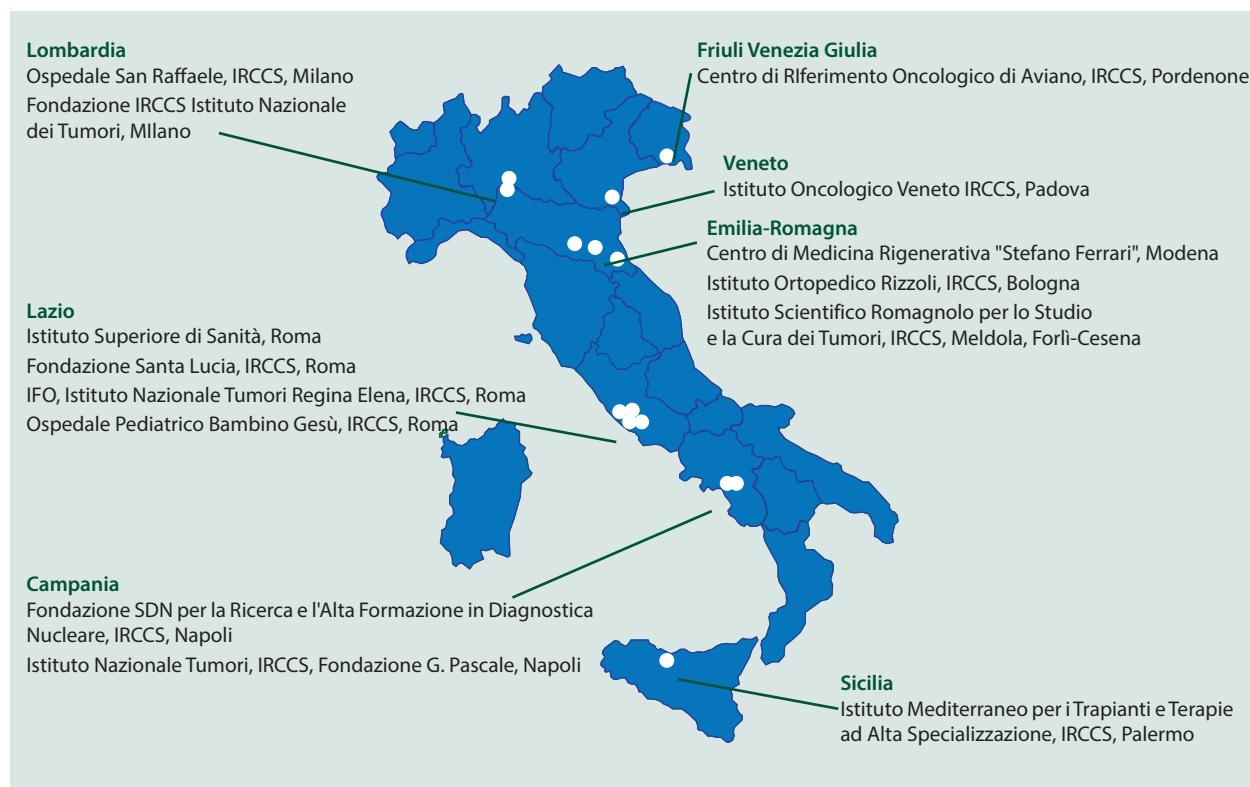 Lombardia
Ospedale San Raffaele, IRCCS, Milano
Fondazione IRCCS Istituto Nazionale
dei Tumori, MIlano
Friuli Venezia Giulia
Centro di RIferimento Oncologico di Aviano, IRCCS, Pordenone
Veneto
Istituto Oncologico Veneto IRCCS, Padova
Emilia-Romagna
Centro di Medicina Rigenerativa "Stefano Ferrari", Modena
Istituto Ortopedico Rizzoli, IRCCS, Bologna
Istituto Scientifico Romagnolo per lo Studio
e la Cura dei Tumori, IRCCS, Meldola, Forlì-Cesena
Lazio
Istituto Superiore di Sanità, Roma
Fondazione Santa Lucia, IRCCS, Roma
IFO, Istituto Nazionale Tumori Regina Elena, IRCCS, Roma
Ospedale Pediatrico Bambino Gesù, IRCCS, Roma
Campania
Fondazione SDN per la Ricerca e l'Alta Formazione in Diagnostica
Nucleare, IRCCS, Napoli
Istituto Nazionale Tumori, IRCCS, Fondazione G. Pascale, Napoli
Sicilia
Istituto Mediterraneo per i Trapianti e Terapie
ad Alta Specializzazione, IRCCS, Palermo